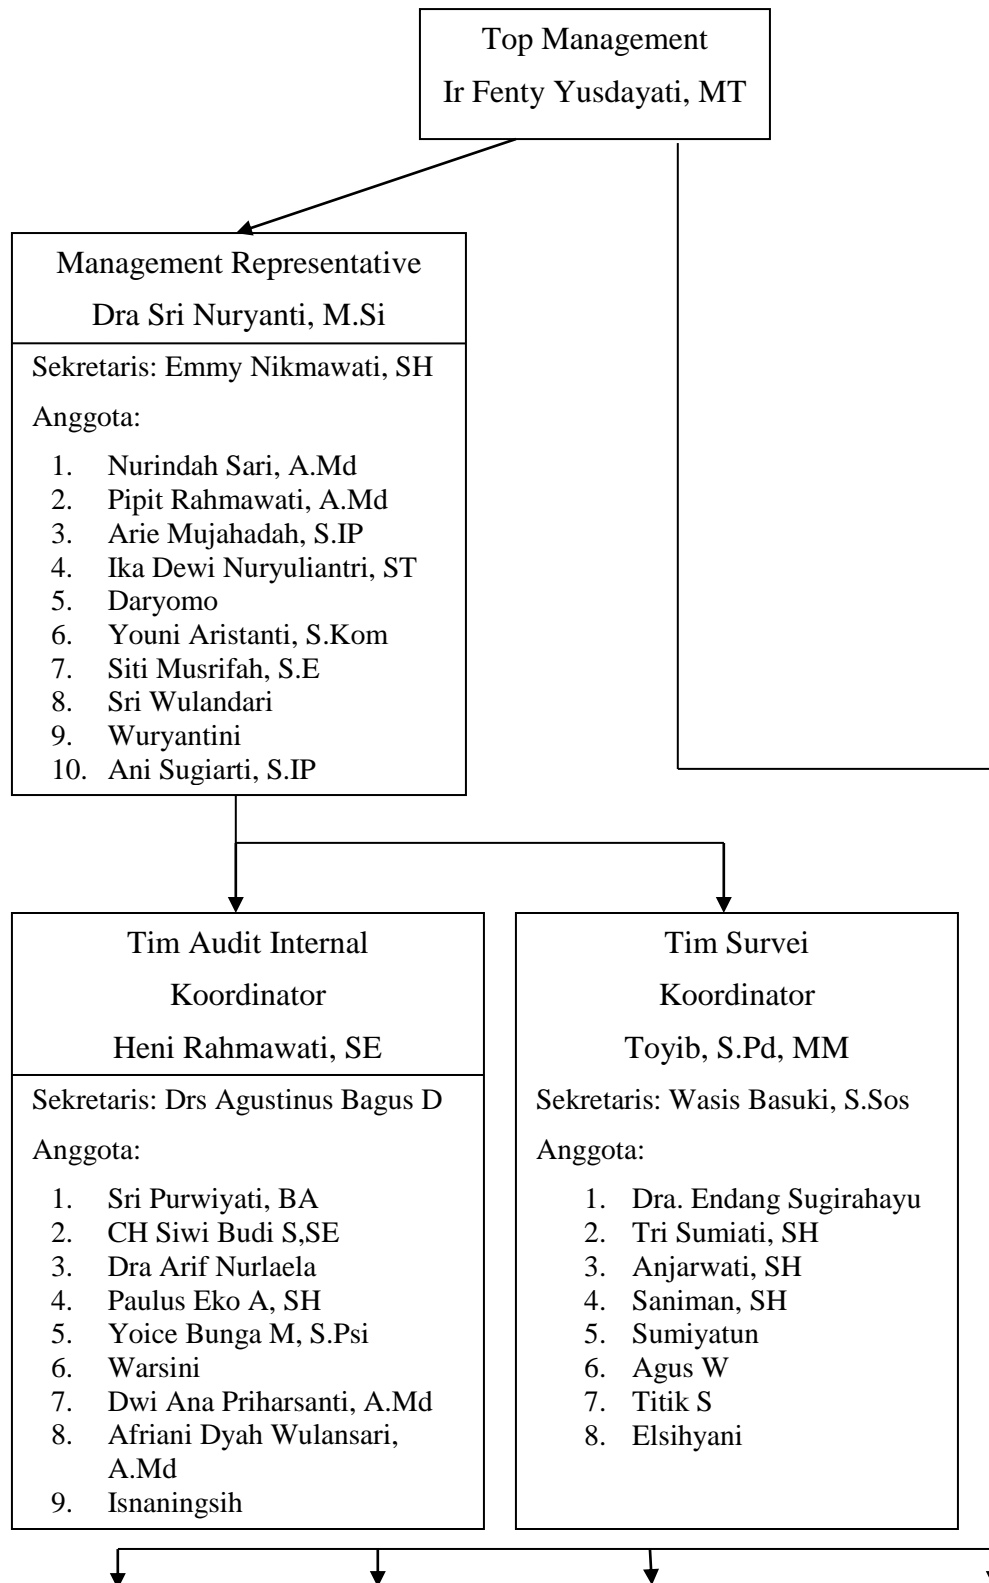 Top Management
Ir Fenty Yusdayati, MT
Management Representative
Dra Sri Nuryanti, M.Si
Sekretaris: Emmy Nikmawati, SH
Anggota:
1. Nurindah Sari, A.Md
2. Pipit Rahmawati, A.Md
3. Arie Mujahadah, S.IP
4. Ika Dewi Nuryuliantri, ST
5. Daryomo
6. Youni Aristanti, S.Kom
7. Siti Musrifah, S.E
8. Sri Wulandari
9. Wuryantini
10. Ani Sugiarti, S.IP
Tim Audit Internal
Koordinator
Heni Rahmawati, SE
Sekretaris: Drs Agustinus Bagus D
Anggota:
1. Sri Purwiyati, BA
2. CH Siwi Budi S,SE
3. Dra Arif Nurlaela
4. Paulus Eko A, SH
5. Yoice Bunga M, S.Psi
6. Warsini
7. Dwi Ana Priharsanti, A.Md
8. Afriani Dyah Wulansari,
A.Md
9. Isnaningsih
Tim Survei
Koordinator
Toyib, S.Pd, MM
Sekretaris: Wasis Basuki, S.Sos
Anggota:
1. Dra. Endang Sugirahayu
2. Tri Sumiati, SH
3. Anjarwati, SH
4. Saniman, SH
5. Sumiyatun
6. Agus W
7. Titik S
8. Elsihyani